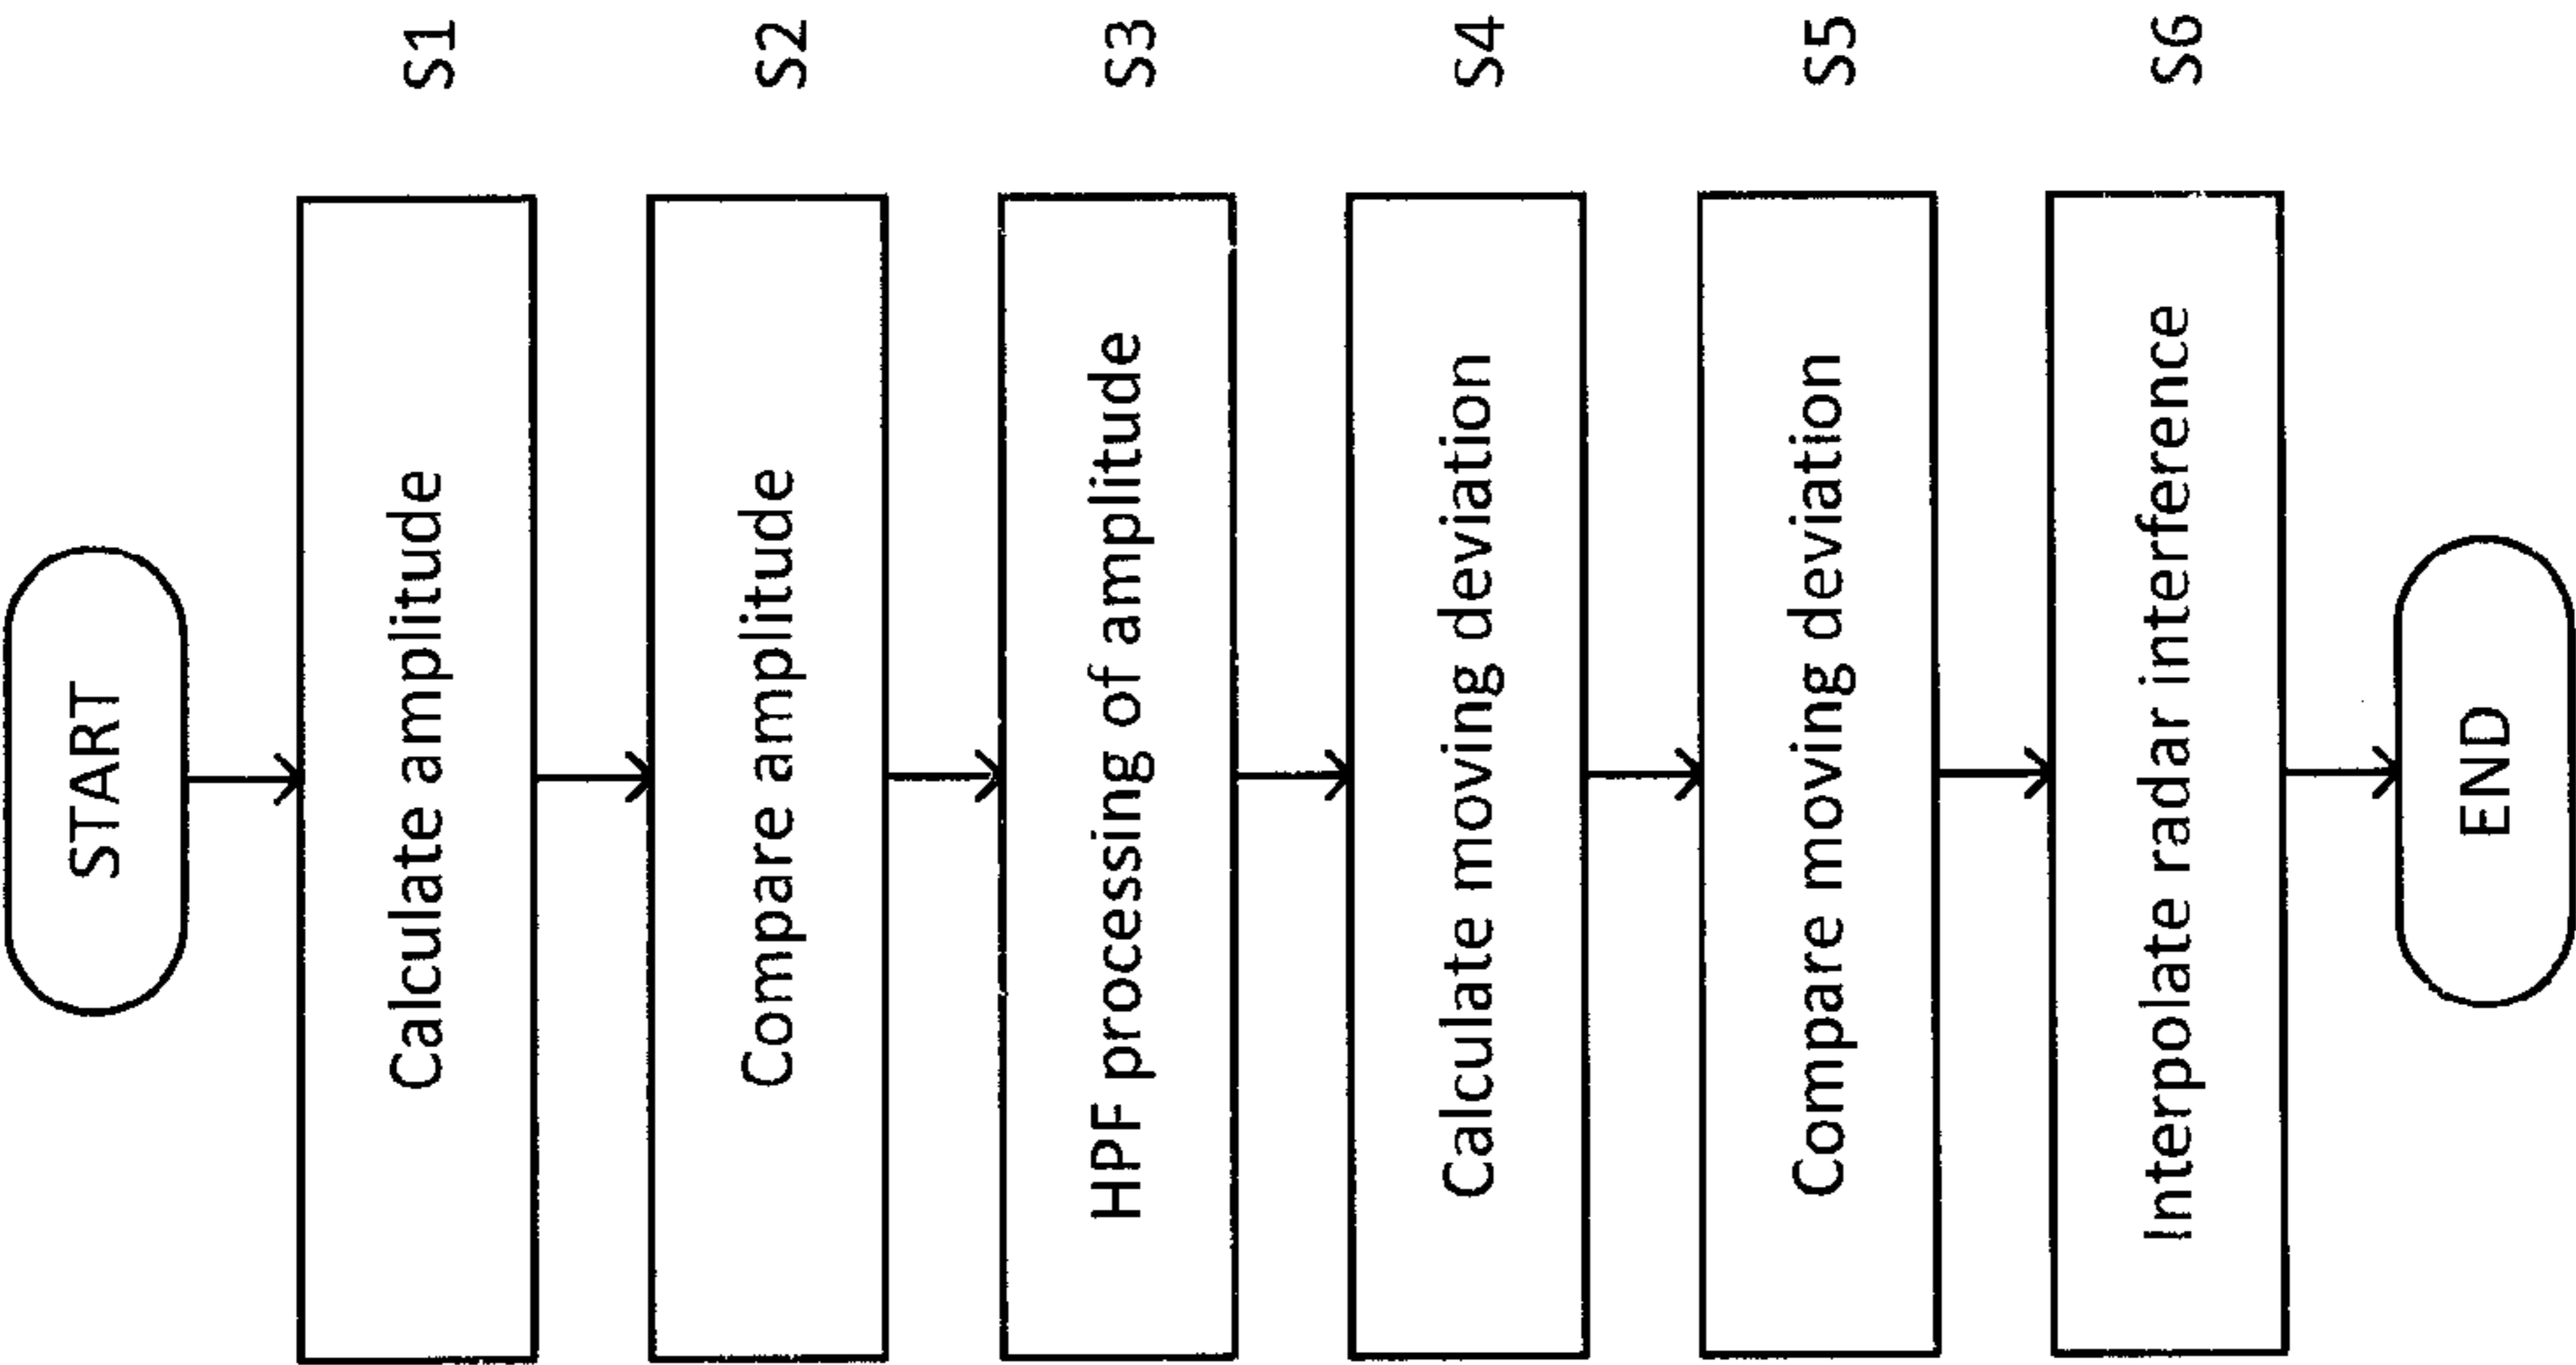 START
Calculate amplitude
S1
Compare amplitude
S2
HPF processing of amplitude
S3
Calculate moving deviation
S4
Compare moving deviation
S5
Interpolate radar interference
S6
END